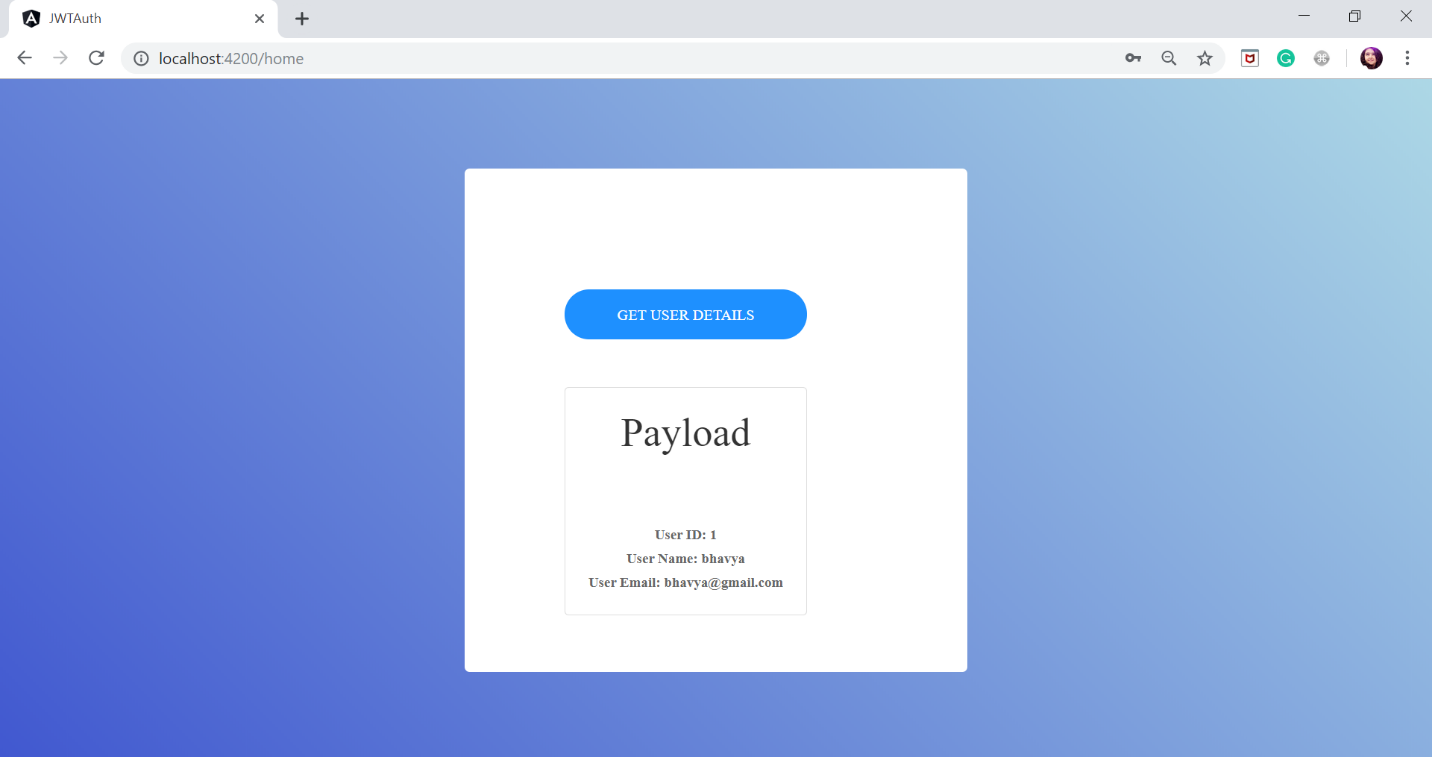 JWTAuth
localhost:4200/home
GET USER DETAILS
Payload
User ID: 1
User Name: bhavya
User Email: bhavya@gmail.com